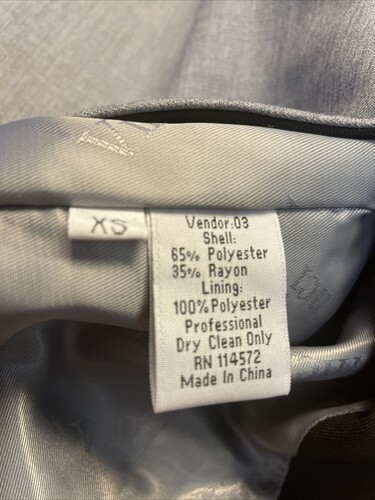 XS
Vendor:03
Shell:
65% Polyester
35% Rayon
Lining:
100%Polyester
Professional
Dry Clean Only
RN 114572
Made In China